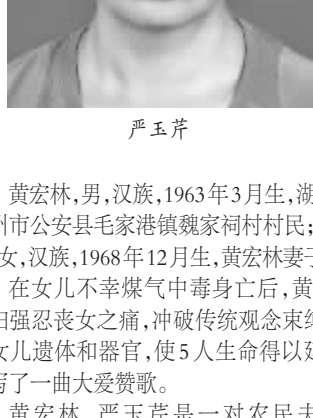 严玉芹
黄宏林,男,汉族,1963年3月生,湖
州市公安县毛家港镇魏家祠村村民;
女,汉族,1968年12月生,黄宏林妻子
在女儿不幸煤气中毒身亡后,黄
妇强忍丧女之痛,冲破传统观念束缚
女儿遗体和器官,使5人生命得以延
写了一曲大爱赞歌。
黄宏林、严玉芹是一对农民夫